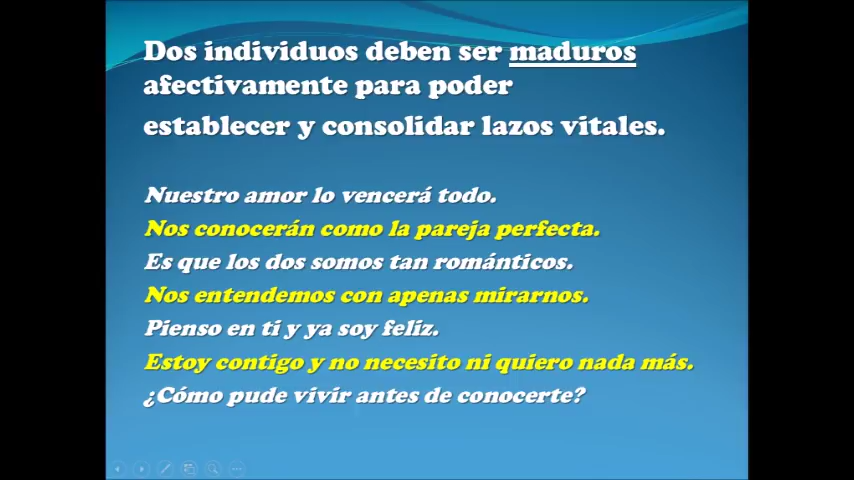 Dos individuos deben ser maduros
afectivamente para poder
establecer y consolidar lazos vitales.
Nuestro amor lo vencerá todo.
Nos conocerán como la pareja perfecta.
Es que los dos somos tan románticos.
Nos entendemos con apenas mirarnos.
Pienso en ti y ya soy feliz.
Estoy contigo y no necesito ni quiero nada más.
¿Cómo pude vivir antes de conocerte?